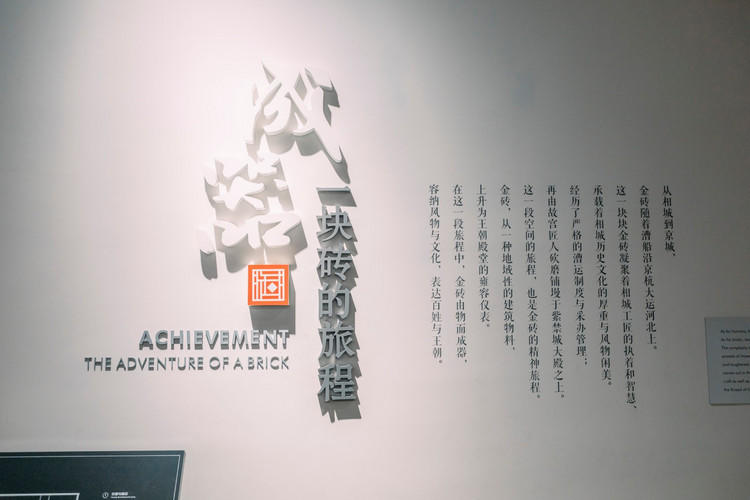 一块砖的旅程
ACHIEVEMENT
THE ADVENTURE OF A BRICK
从相城到京城,
金砖随着漕船沿京杭大运河北上。
这一块块金砖凝聚着相城工匠的执着和智慧、
承载着相城历史文化的厚重与风物闲美。
经历了严格的漕运制度与采办管理;
再由故宫匠人砍磨铺墁于紫禁城大殿之上。
这一段空间的旅程,也是金砖的精神旅程。
金砖,从一种地域性的建筑物料,
上升为王朝殿堂的雍容仪表。
在这一段旅程中,金砖由物而成器,
容纳风物与文化,表达百姓与王朝。